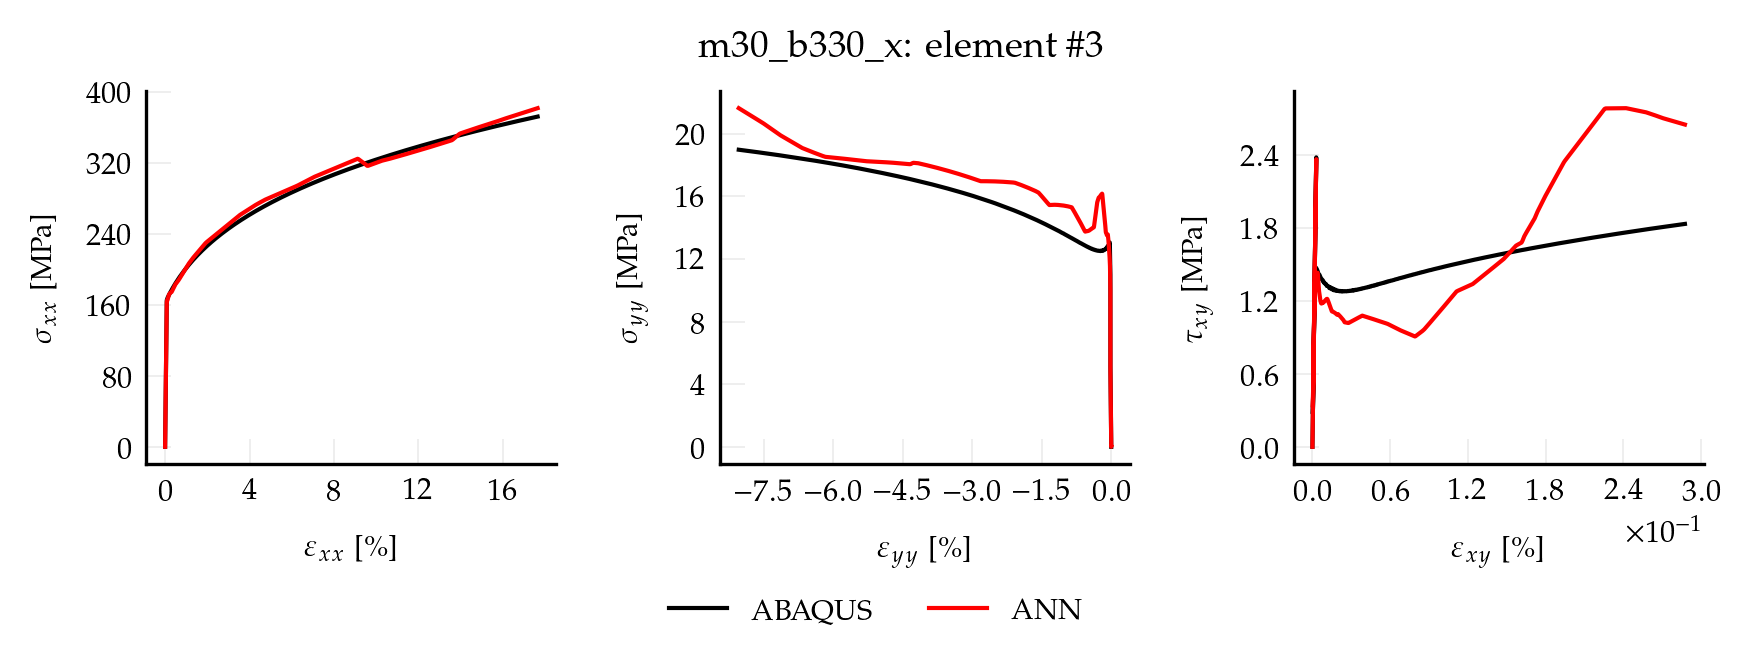 m30_b330_x: element #3
400
320
240
160
80
0
σxx [MPa]
0 4 8 12 16
εxx [%]
20
16
12
8
4
0
σyy [MPa]
−7.5 −6.0 −4.5 −3.0 −1.5 0.0
εyy [%]
2.4
1.8
1.2
0.6
0.0
τxy [MPa]
0.0 0.6 1.2 1.8 2.4 3.0
×10⁻¹
εxy [%]
ABAQUS ANN